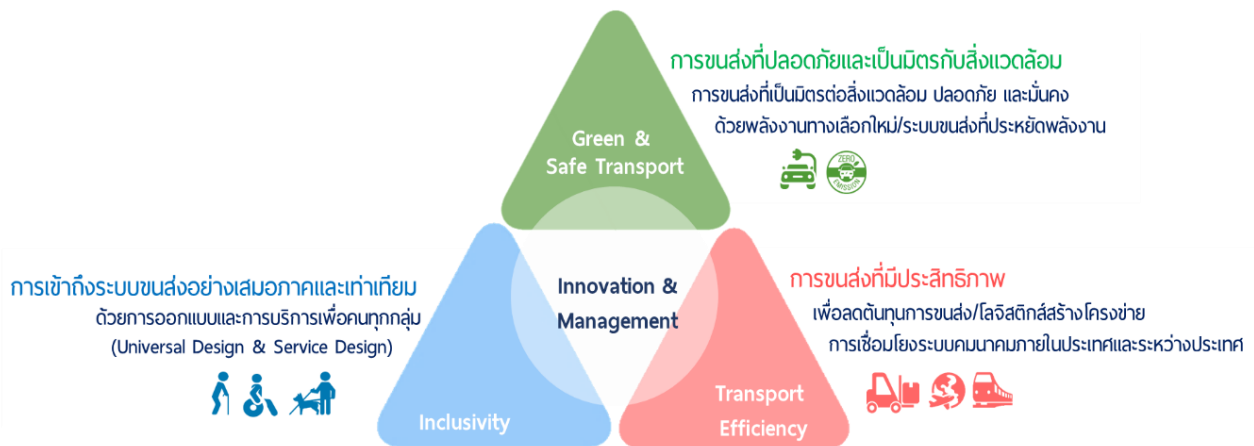 การขนส่งที่ปลอดภัยและเป็นมิตรกับสิ่งแวดล้อม
การขนส่งที่เป็นมิตรต่อสิ่งแวดล้อม ปลอดภัย และมั่นคง
ด้วยพลังงานทางเลือกใหม่/ระบบขนส่งที่ประหยัดพลังงาน
ZERO
EMISSION
Green &
Safe Transport
การเข้าถึงระบบขนส่งอย่างเสมอภาคและเท่าเทียม
ด้วยการออกแบบและการบริการเพื่อคนทุกกลุ่ม
(Universal Design & Service Design)
Inclusivity
Innovation &
Management
การขนส่งที่มีประสิทธิภาพ
เพื่อลดต้นทุนการขนส่ง/โลจิสติกส์สร้างโครงข่าย
การเชื่อมโยงระบบคมนาคมภายในประเทศและระหว่างประเทศ
Transport
Efficiency